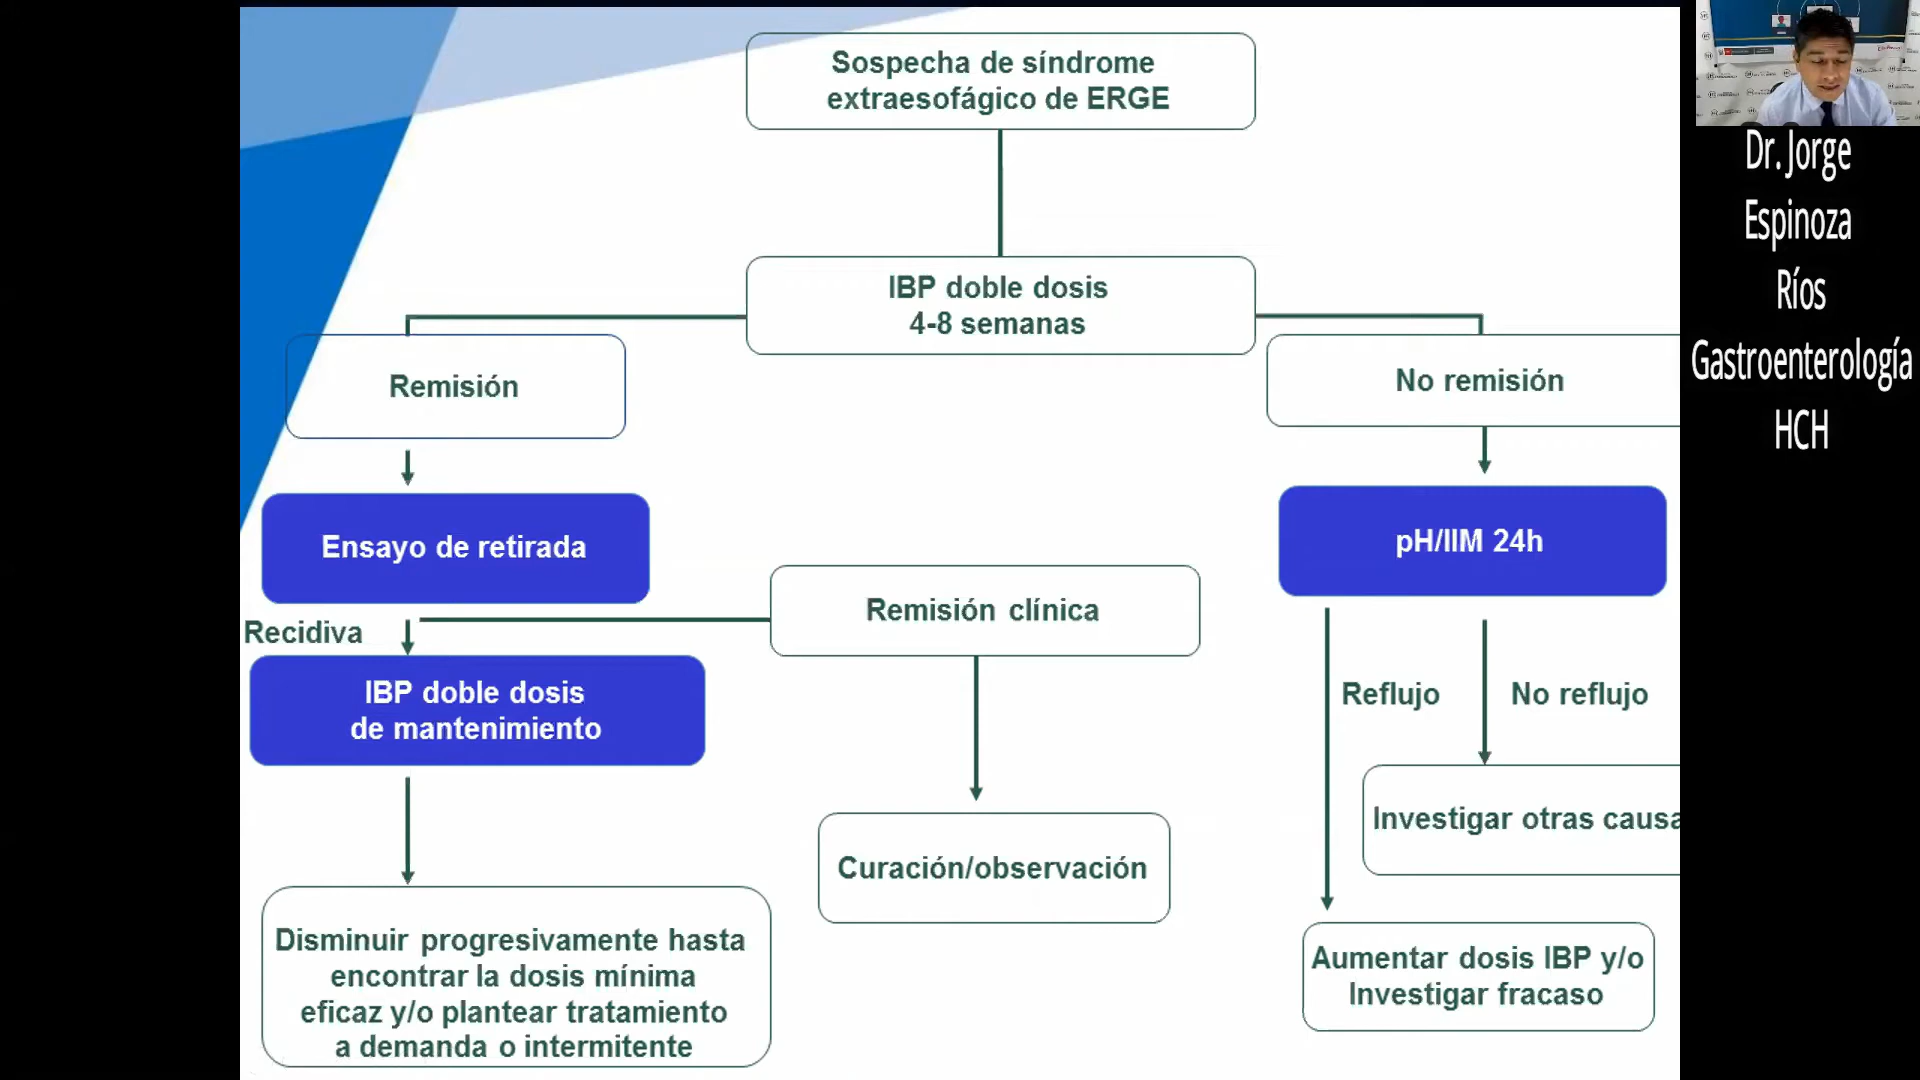 Sospecha de síndrome
extraesofágico de ERGE
IBP doble dosis
4-8 semanas
Remisión
No remisión
Ensayo de retirada
pH/IIM 24h
Remisión clínica
Recidiva
IBP doble dosis
de mantenimiento
Reflujo
No reflujo
Investigar otras causa
Curación/observación
Disminuir progresivamente hasta
encontrar la dosis mínima
eficaz y/o plantear tratamiento
a demanda o intermitente
Aumentar dosis IBP y/o
Investigar fracaso
Dr. Jorge
Espinoza
Ríos
Gastroenterología
HCH